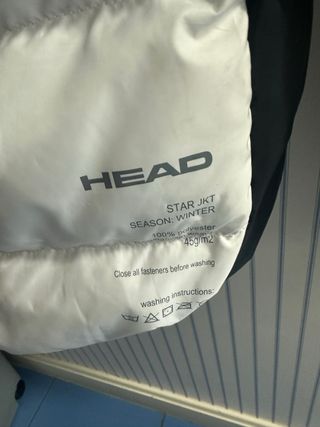 HEAD
STAR JKT
SEASON: WINTER
100% polyester
45g/m2
Close all fasteners before washing
washing instructions: